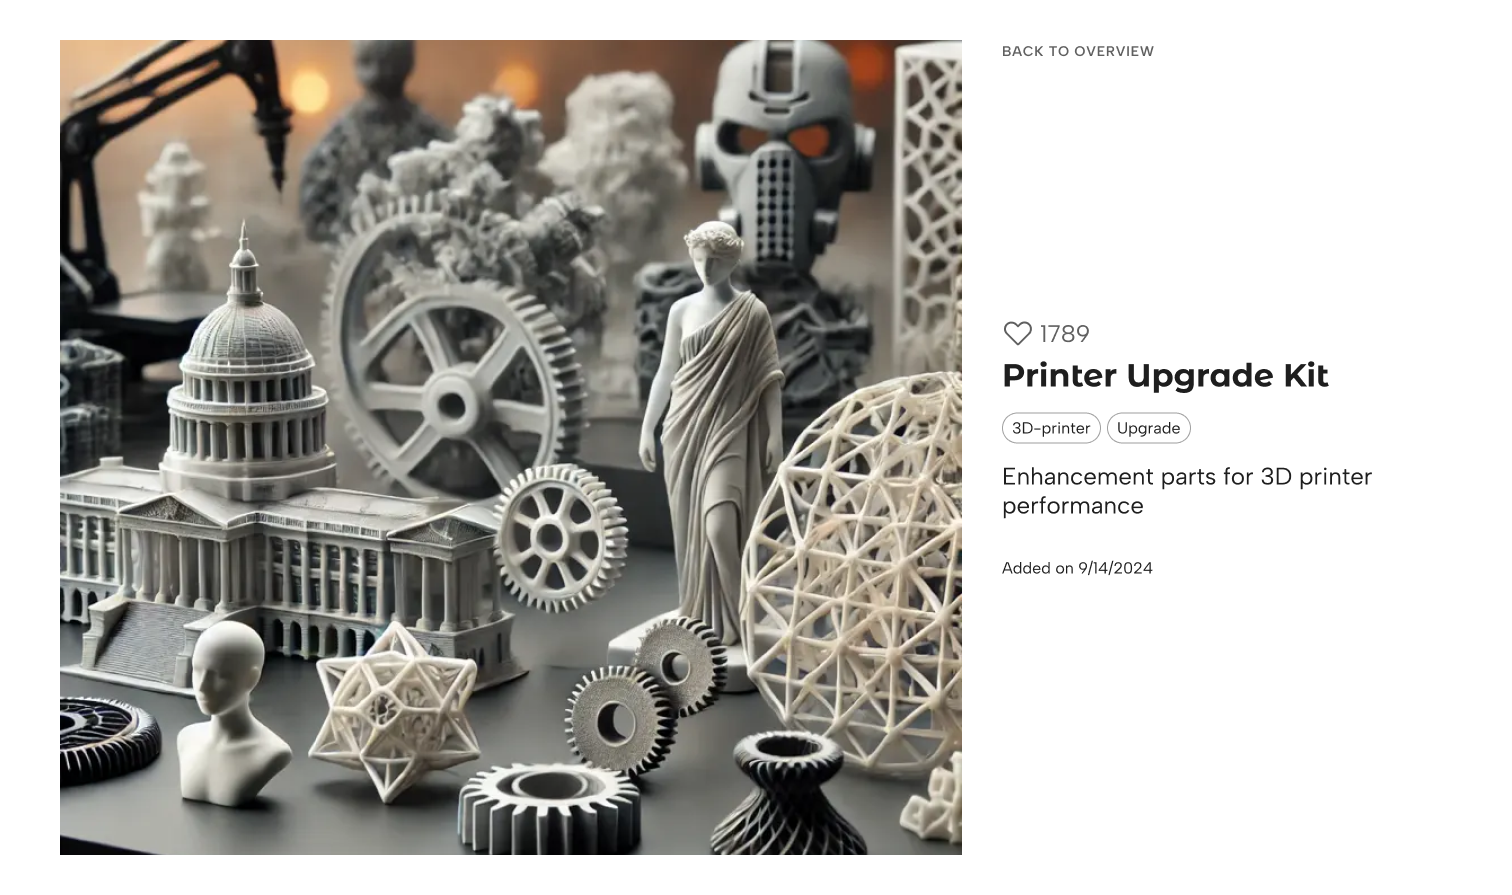 BACK TO OVERVIEW
1789
Printer Upgrade Kit
3D-printer
Upgrade
Enhancement parts for 3D printer
performance
Added on 9/14/2024